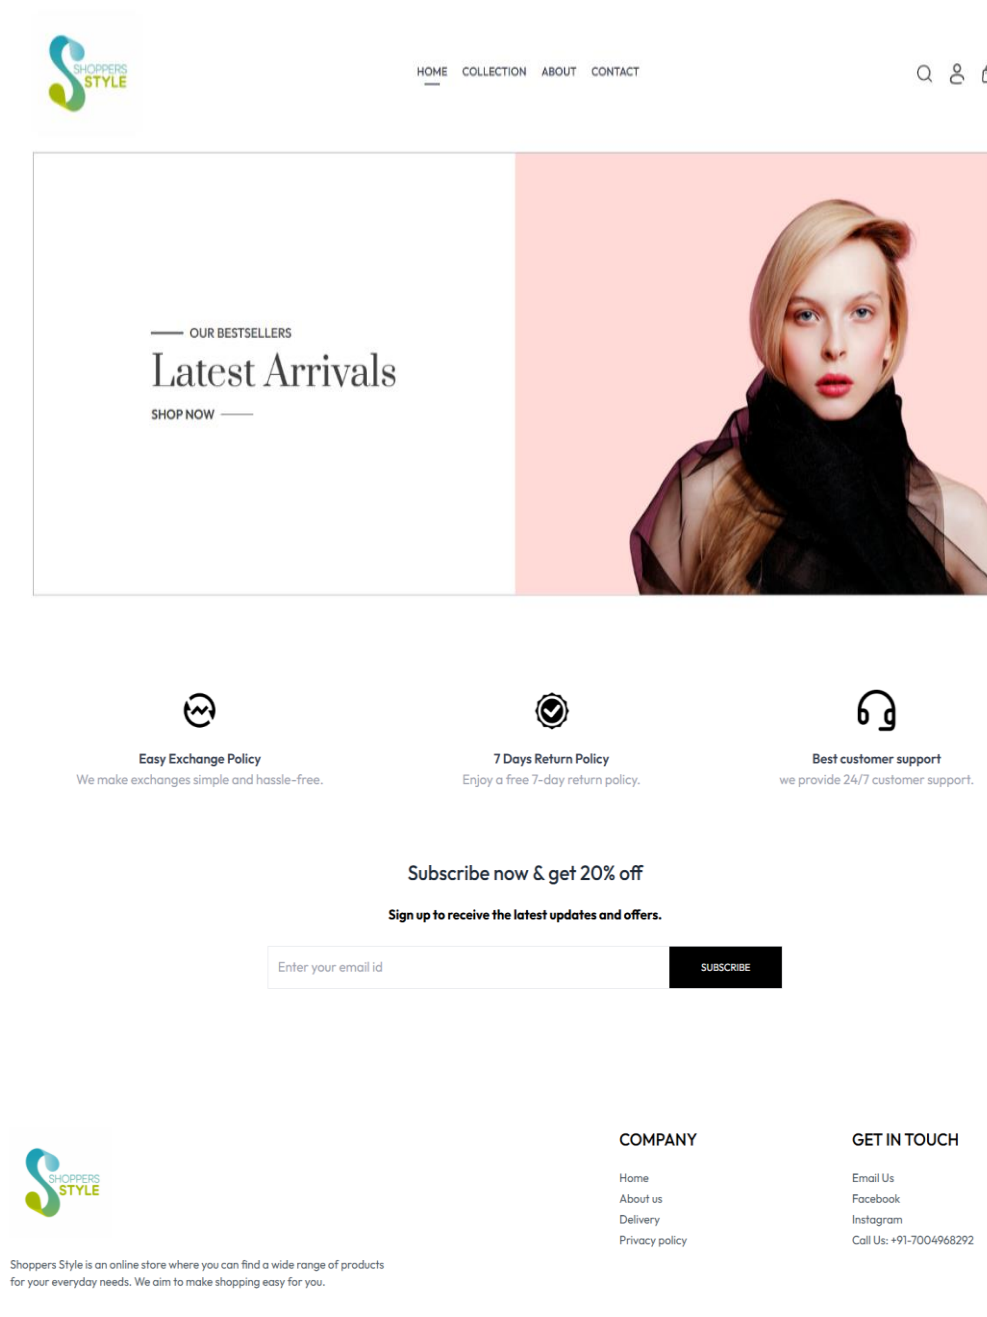 SHOPPERS
STYLE
HOME COLLECTION ABOUT CONTACT
OUR BESTSELLERS
Latest Arrivals
SHOP NOW
Easy Exchange Policy
We make exchanges simple and hassle-free.
7 Days Return Policy
Enjoy a free 7-day return policy.
Best customer support
we provide 24/7 customer support.
Subscribe now & get 20% off
Sign up to receive the latest updates and offers.
Enter your email id
SUBSCRIBE
SHOPPERS
STYLE
Shoppers Style is an online store where you can find a wide range of products
for your everyday needs. We aim to make shopping easy for you.
COMPANY
Home
About us
Delivery
Privacy policy
GET IN TOUCH
Email Us
Facebook
Instagram
Call Us: +91-7004968292